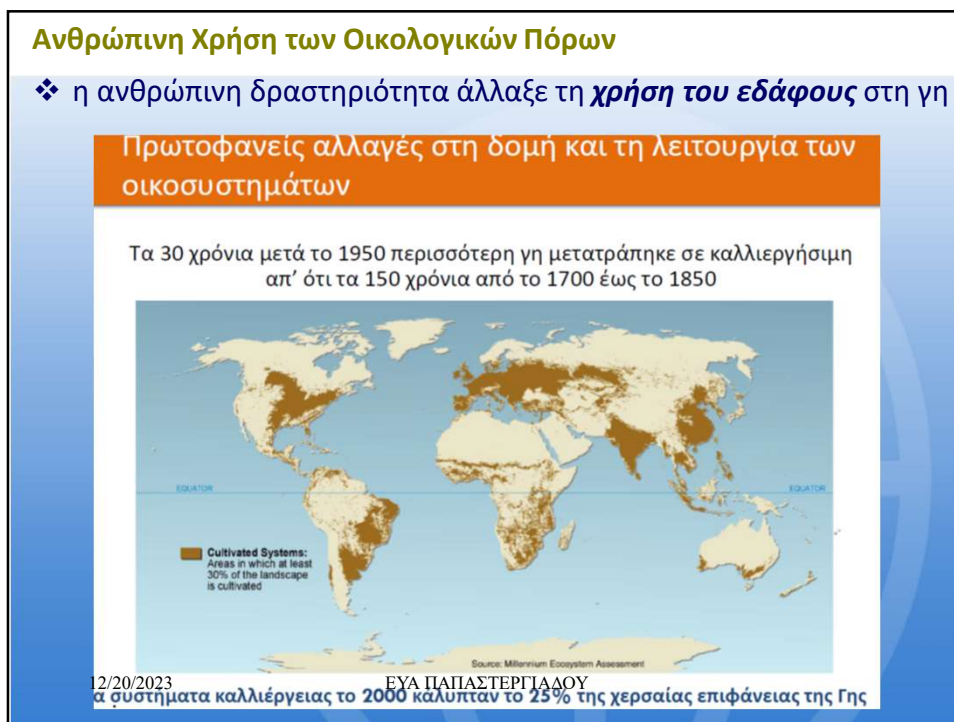 Ανθρώπινη Χρήση των Οικολογικών Πόρων
❖ η ανθρώπινη δραστηριότητα άλλαξε τη χρήση του εδάφους στη γη
Πρωτοφανείς αλλαγές στη δομή και τη λειτουργία των
οικοσυστημάτων
Τα 30 χρόνια μετά το 1950 περισσότερη γη μετατράπηκε σε καλλιεργήσιμη
απ’ ότι τα 150 χρόνια από το 1700 έως το 1850
EQUATOR EQUATOR
Cultivated Systems:
Areas in which at least
30% of the landscape
is cultivated
Source: Millennium Ecosystem Assessment
12/20/2023 ΕΥΑ ΠΑΠΑΣΤΕΡΓΙΑΔΟΥ
α συστήματα καλλιέργειας το 2000 κάλυπταν το 25% της χερσαίας επιφάνειας της Γης